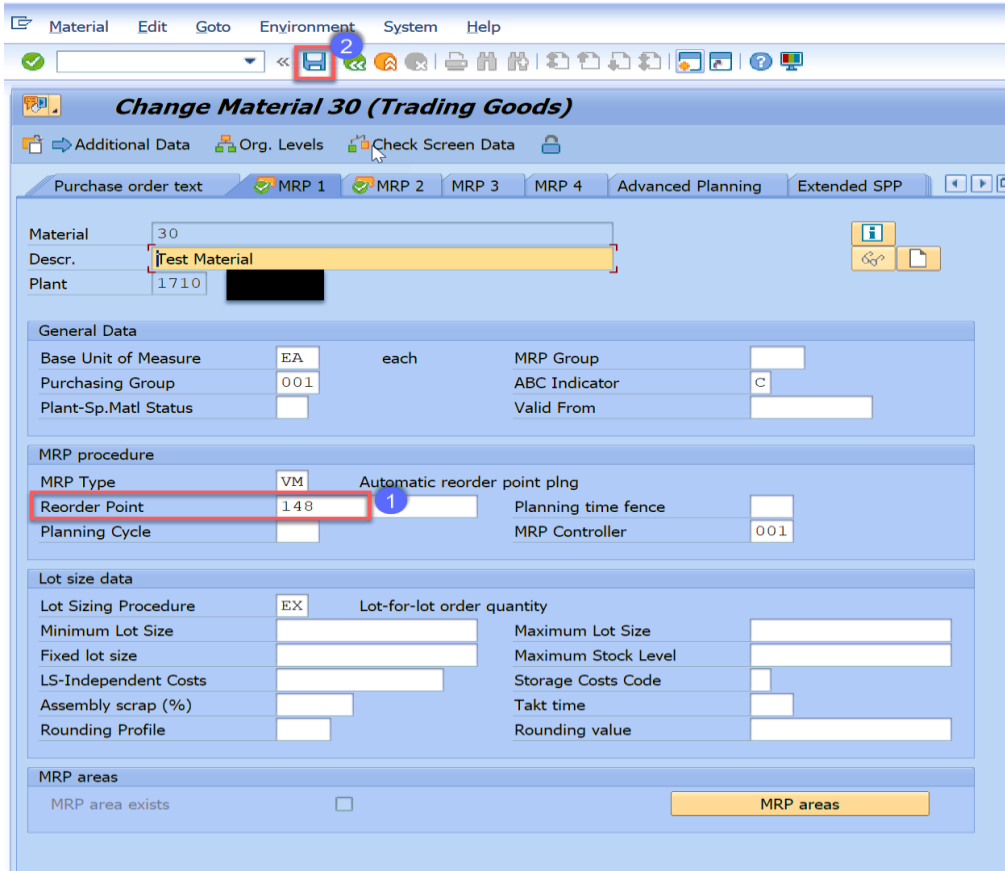 Material Edit Goto Environment System Help
2
Change Material 30 (Trading Goods)
Additional Data Org. Levels Check Screen Data
Purchase order text MRP 1 MRP 2 MRP 3 MRP 4 Advanced Planning Extended SPP
Material 30
Descr. Test Material
Plant 1710
General Data
Base Unit of Measure EA each MRP Group
Purchasing Group 001 ABC Indicator C
Plant-Sp.Matl Status Valid From
MRP procedure
MRP Type VM Automatic reorder point plng
Reorder Point 148 1 Planning time fence
Planning Cycle MRP Controller 001
Lot size data
Lot Sizing Procedure EX Lot-for-lot order quantity
Minimum Lot Size Maximum Lot Size
Fixed lot size Maximum Stock Level
LS-Independent Costs Storage Costs Code
Assembly scrap (%) Takt time
Rounding Profile Rounding value
MRP areas
MRP area exists MRP areas